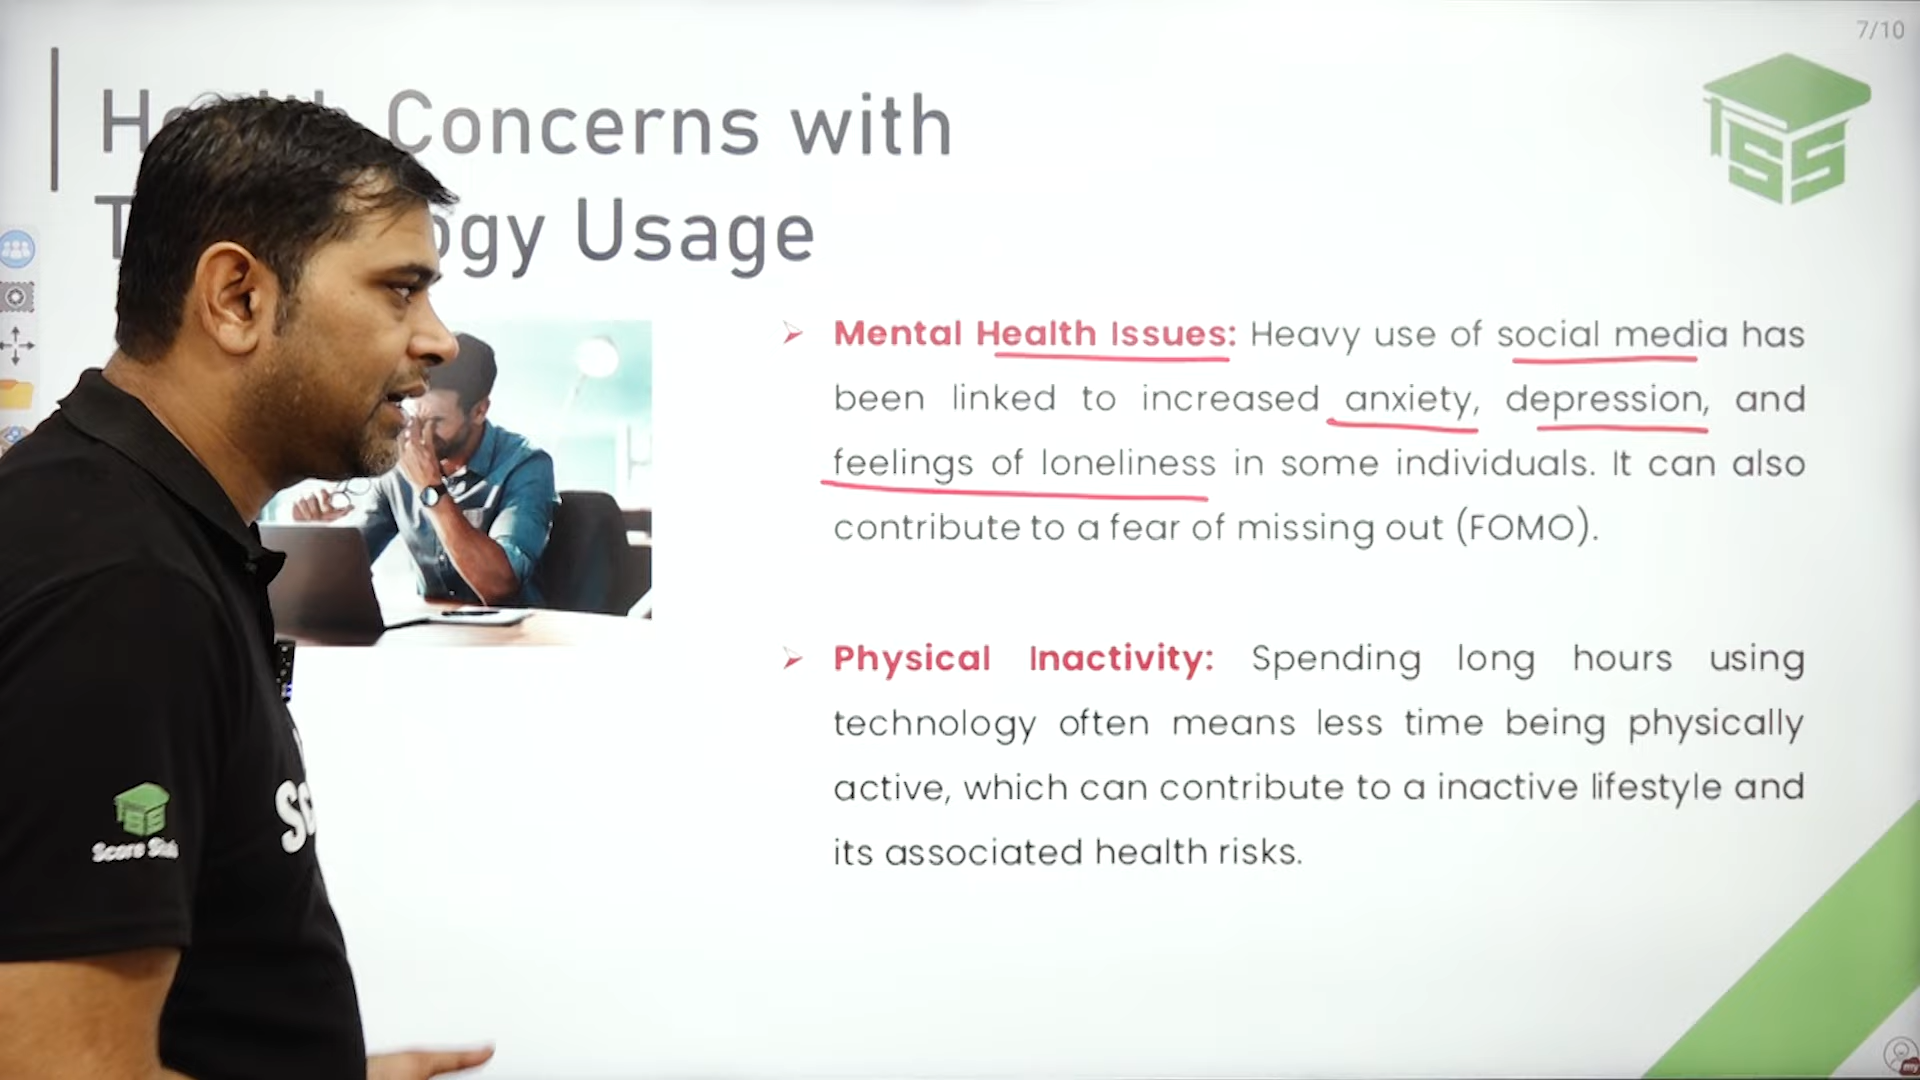 7/10
Concerns with
Usage
SS
➢ Mental Health Issues: Heavy use of social media has
been linked to increased anxiety, depression, and
feelings of loneliness in some individuals. It can also
contribute to a fear of missing out (FOMO).
➢ Physical Inactivity: Spending long hours using
technology often means less time being physically
active, which can contribute to a inactive lifestyle and
its associated health risks.
SS
Score